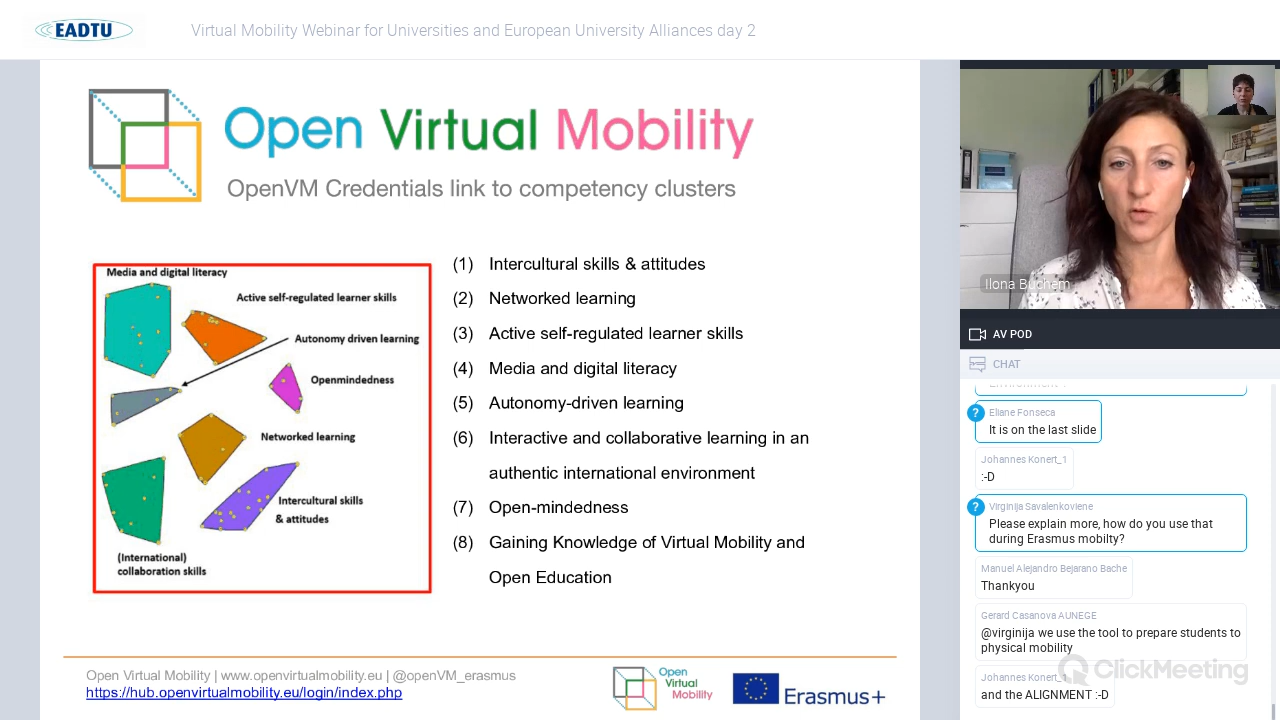 EADTU
Virtual Mobility Webinar for Universities and European University Alliances day 2
Open Virtual Mobility
OpenVM Credentials link to competency clusters
Media and digital literacy
Active self-regulated learner skills
Autonomy driven learning
Openmindedness
Networked learning
Intercultural skills
& attitudes
(International)
collaboration skills
(1) Intercultural skills & attitudes
(2) Networked learning
(3) Active self-regulated learner skills
(4) Media and digital literacy
(5) Autonomy-driven learning
(6) Interactive and collaborative learning in an
authentic international environment
(7) Open-mindedness
(8) Gaining Knowledge of Virtual Mobility and
Open Education
Open Virtual Mobility | www.openvirtualmobility.eu | @openVM_erasmus
https://hub.openvirtualmobility.eu/login/index.php
Open
Virtual
Mobility
Erasmus+
Ilona Buchem
AV POD
CHAT
? Eliane Fonseca
It is on the last slide
Johannes Konert_1
:-D
? Virginija Savalenkoviene
Please explain more, how do you use that
during Erasmus mobilty?
Manuel Alejandro Bejarano Bache
Thankyou
Gerard Casanova AUNEGE
@virginija we use the tool to prepare students to
physical mobility
ClickMeeting
Johannes Konert_1
and the ALIGNMENT :-D